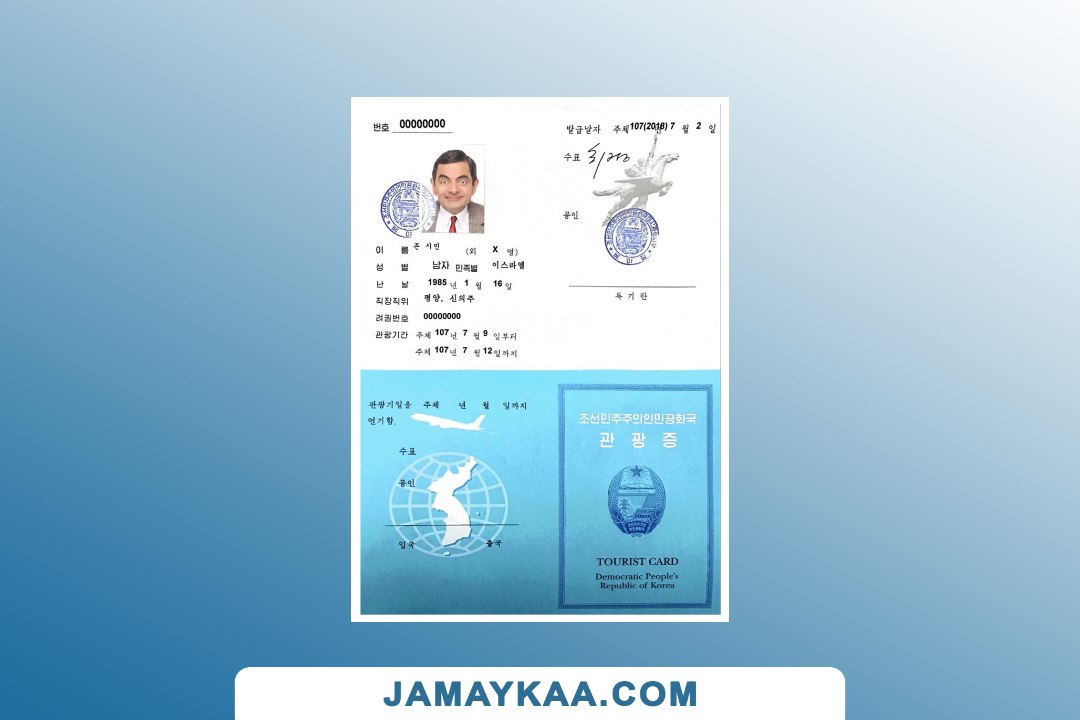 번호 00000000
이 름 존 시민 (외 X 명)
성 별 남자 민족별 이스라엘
난 날 1985 년 1 월 16 일
직장직위 평양, 신의주
려권번호 00000000
관광기간 주체 107 년 7 월 9 일부터
주체 107 년 7 월 12 일까지
발급날자 주체 107(2018) 7 월 2 일
수표
공인
특 기 란
관광기일을 주체 년 월 일까지
연기함.
수표
공인
입국 출국
조선민주주의인민공화국
관 광 증
TOURIST CARD
Democratic People's
Republic of Korea
JAMAYKAA.COM